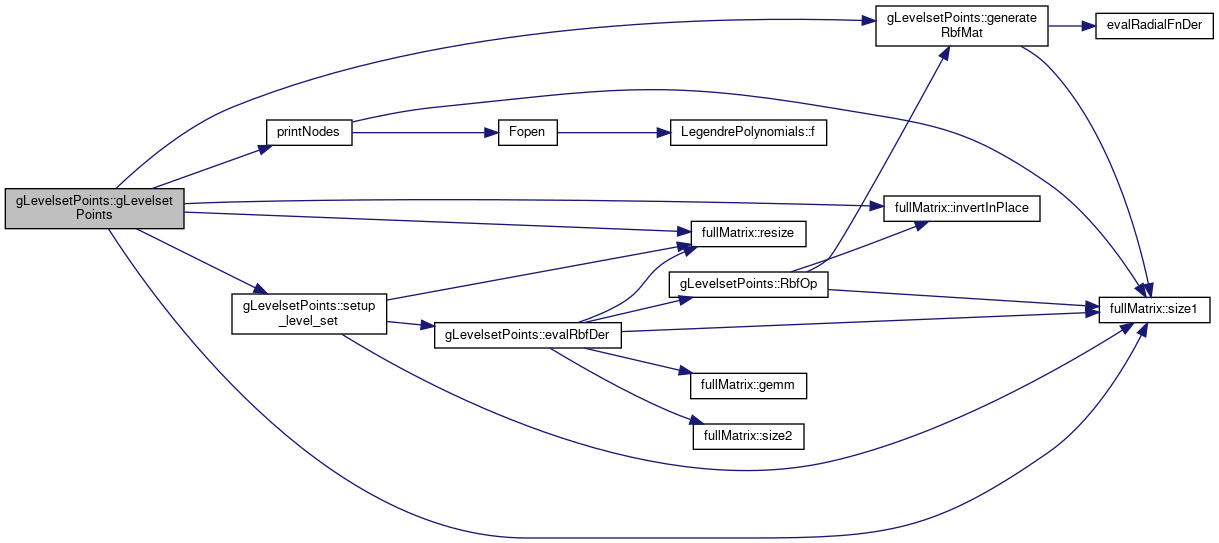 gLevelsetPoints::generate
RbfMat
evalRadialFnDer
printNodes
Fopen
LegendrePolynomials::f
gLevelsetPoints::gLevelset
Points
fullMatrix::invertInPlace
fullMatrix::resize
gLevelsetPoints::RbfOp
gLevelsetPoints::setup
_level_set
fullMatrix::size1
gLevelsetPoints::evalRbfDer
fullMatrix::gemm
fullMatrix::size2